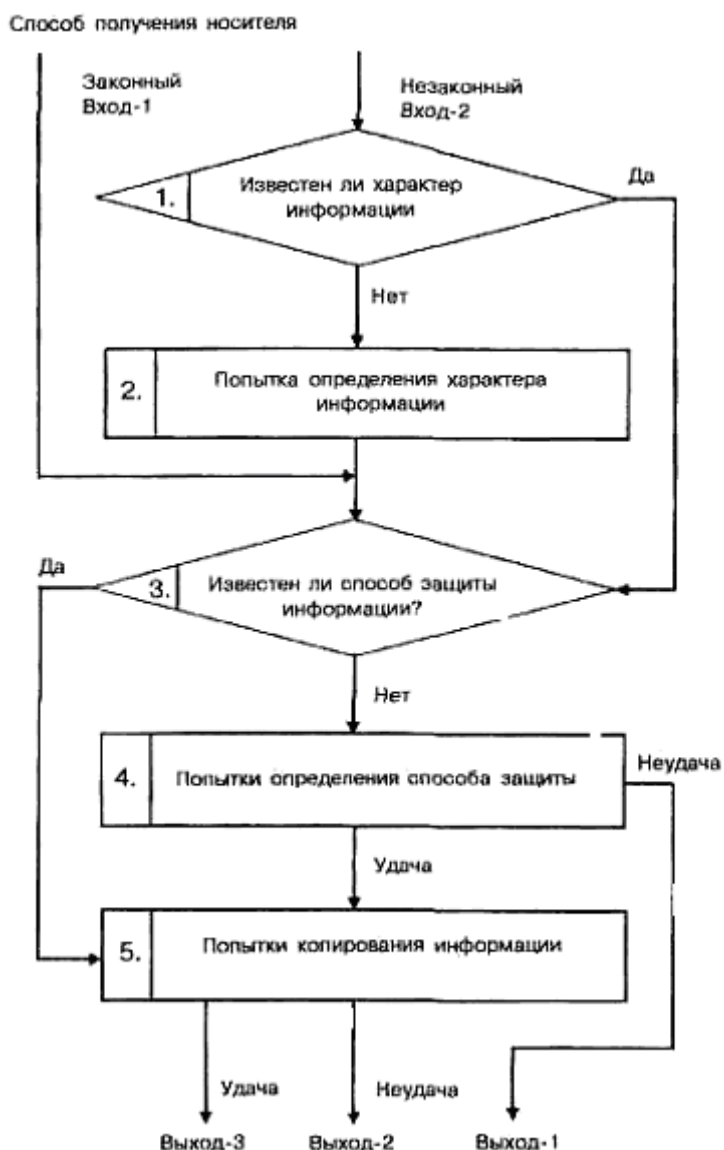 Способ получения носителя
Законный
Вход-1
Незаконный
Вход-2
1.
Известен ли характер
информации
Да
Нет
2.
Попытка определения характера
информации
Да
3.
Известен ли способ защиты
информации?
Нет
4.
Попытки определения способа защиты
Неудача
Удача
5.
Попытки копирования информации
Удача
Неудача
Выход-3
Выход-2
Выход-1